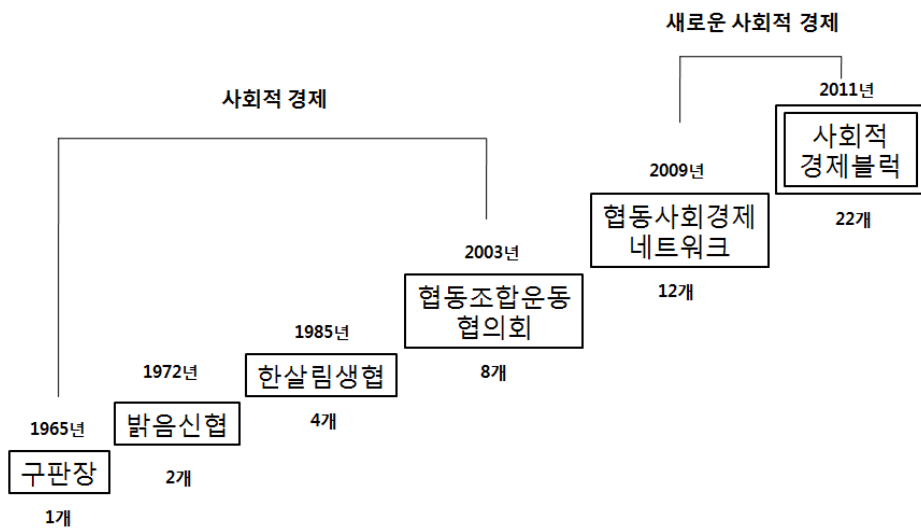 새로운 사회적 경제
사회적 경제
2011년
사회적
경제블럭
22개
2009년
협동사회경제
네트워크
12개
2003년
협동조합운동
협의회
8개
1985년
한살림생협
4개
1972년
밝음신협
2개
1965년
구판장
1개